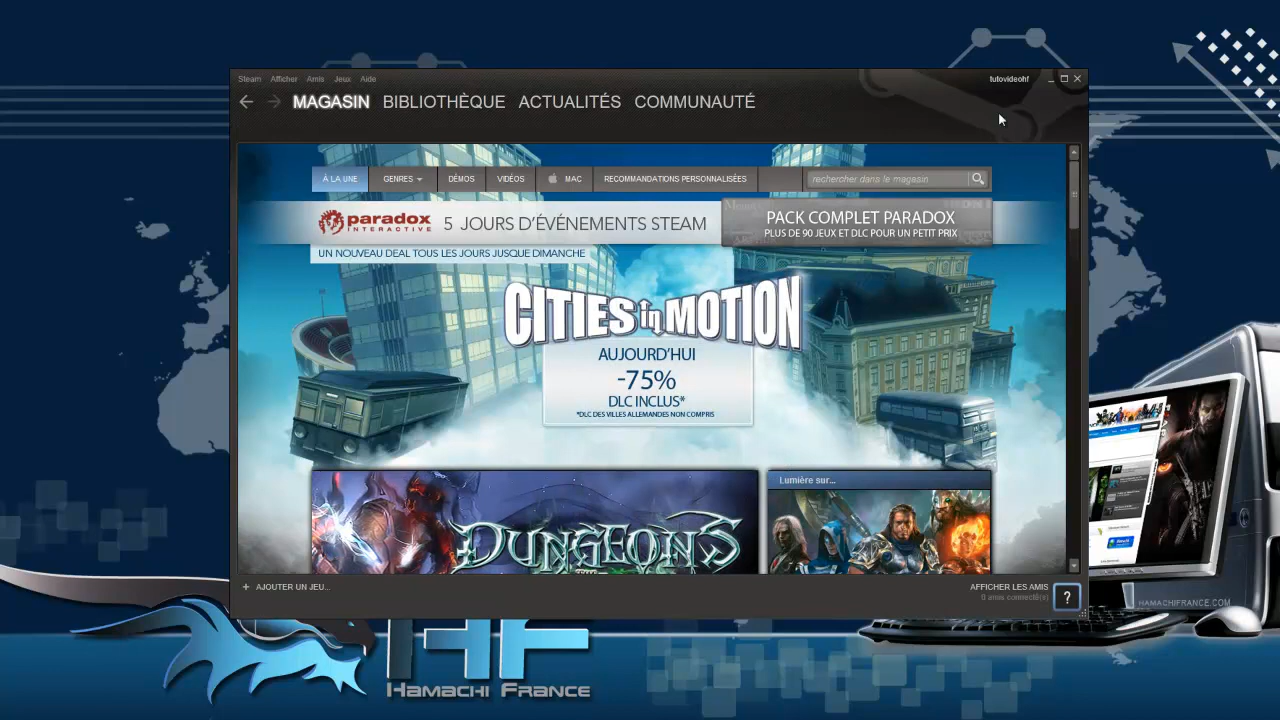 Steam Afficher Amis Jeux Aide
tutovideohf
MAGASIN BIBLIOTHÈQUE ACTUALITÉS COMMUNAUTÉ
À LA UNE GENRES DÉMOS VIDÉOS MAC RECOMMANDATIONS PERSONNALISÉES rechercher dans le magasin
paradox
INTERACTIVE
5 JOURS D'ÉVÉNEMENTS STEAM
PACK COMPLET PARADOX
PLUS DE 90 JEUX ET DLC POUR UN PETIT PRIX
UN NOUVEAU DEAL TOUS LES JOURS JUSQUE DIMANCHE
CITIES in MOTION
AUJOURD'HUI
-75%
DLC INCLUS*
*DLC DES VILLES ALLEMANDES NON COMPRIS
Lumière sur...
DUNGEONS
+ AJOUTER UN JEU...
AFFICHER LES AMIS
0 amis connecté(s)
?
HAMACHIFRANCE.COM
HF
HAMACHI FRANCE